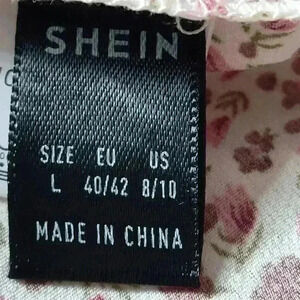 SHEIN
SIZE EU US
L 40/42 8/10
MADE IN CHINA